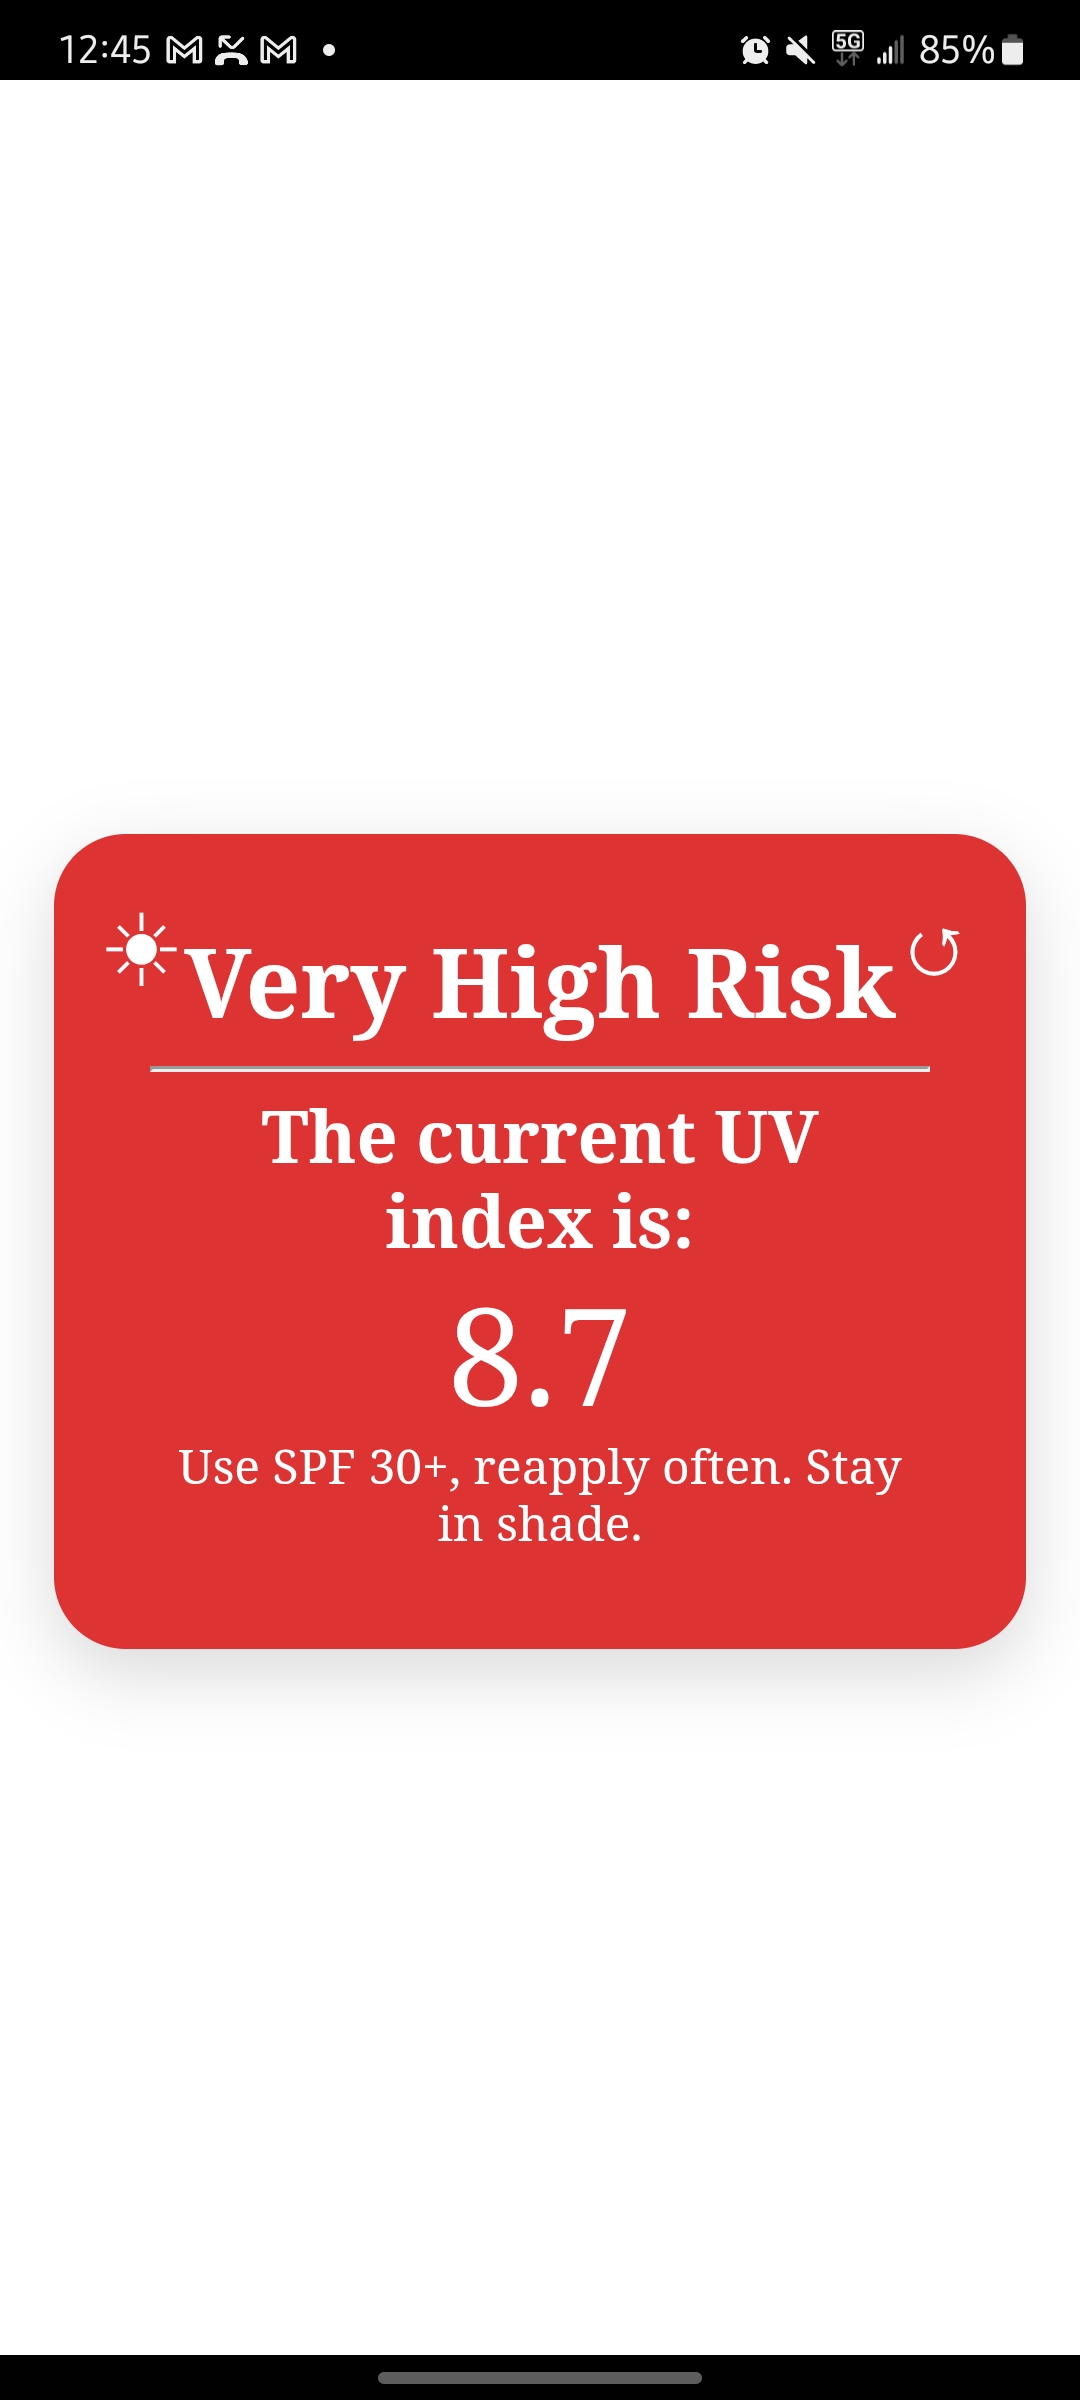 12:45
5G
85%
Very High Risk
The current UV
index is:
8.7
Use SPF 30+, reapply often. Stay
in shade.